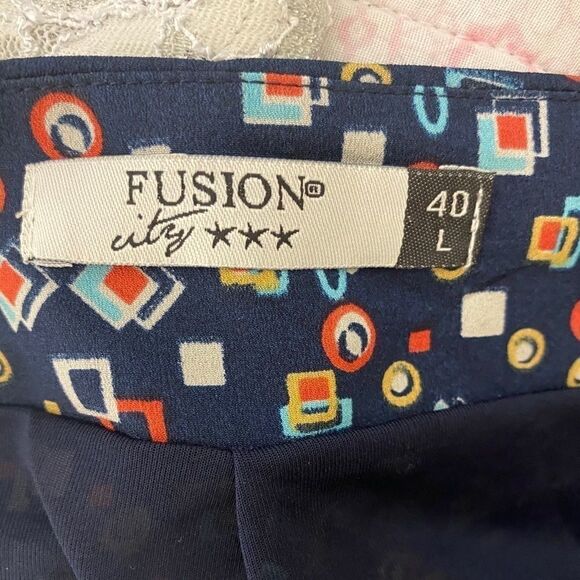 FUSION®
city ★★★
40
L